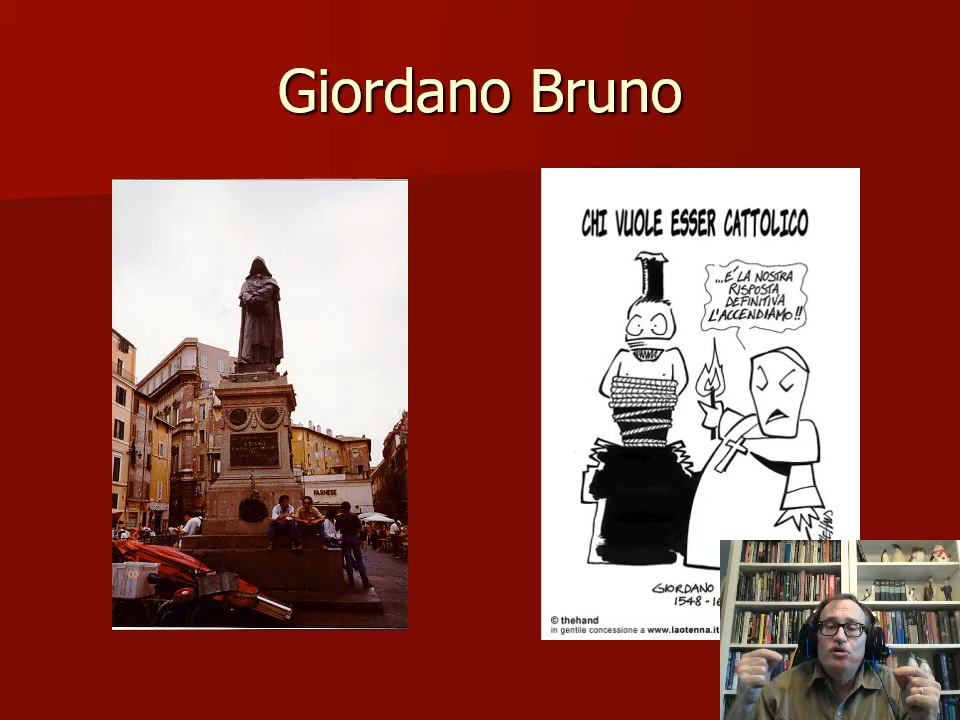 Giordano Bruno
FARNESE
CHI VUOLE ESSER CATTOLICO
...E' LA NOSTRA
RISPOSTA
DEFINITIVA
L'ACCENDIAMO!!
GIORDANO
1548-1
© thehand
in gentile concessione a www.laotenna.it